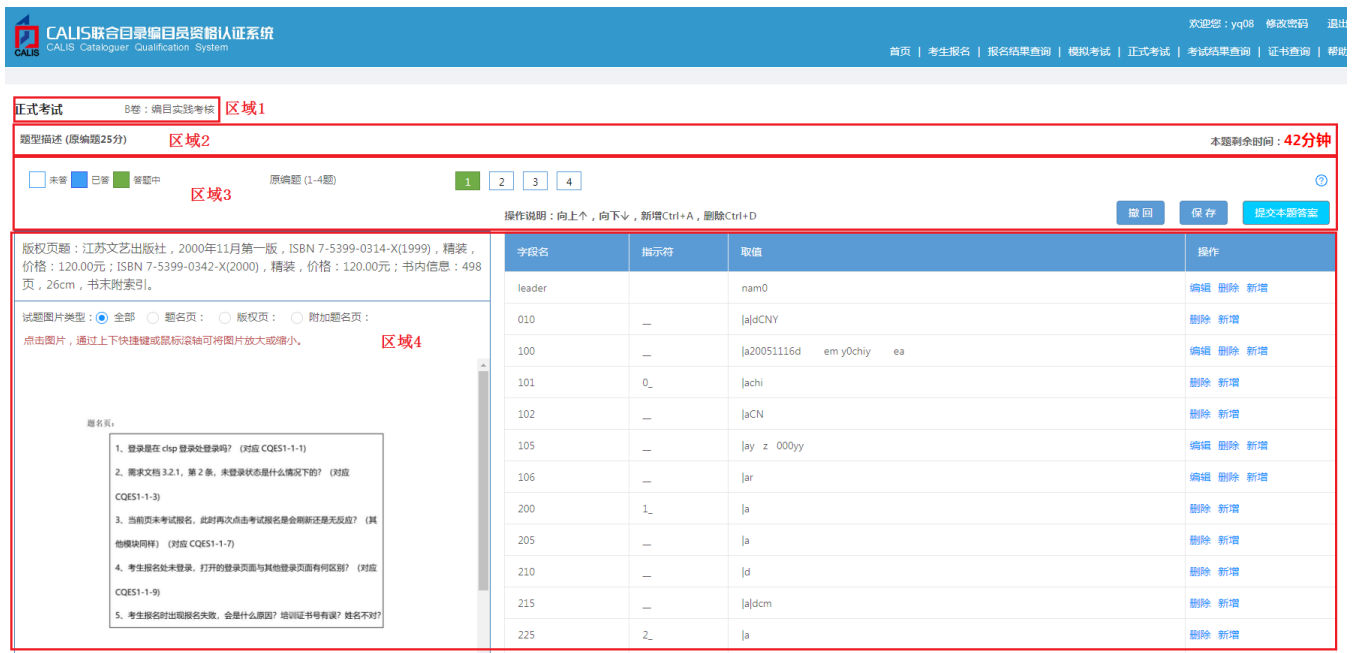 CALIS联合目录编目员资格认证系统
CALIS Cataloguer Qualification System
CALIS
欢迎您：yq08 修改密码 退出
首页 | 考生报名 | 报名结果查询 | 模拟考试 | 正式考试 | 考试结果查询 | 证书查询 | 帮助
正式考试 B卷：编目实践考核 区域1
题型描述 (原编题25分) 区域2 本题剩余时间：42分钟
未答 已答 答题中 区域3 原编题 (1-4题) 1 2 3 4
操作说明：向上个，向下↓，新增Ctrl+A，删除Ctrl+D 撤回 保存 提交本题答案
版权页题：江苏文艺出版社，2000年11月第一版，ISBN 7-5399-0314-X(1999)，精装，
价格：120.00元；ISBN 7-5399-0342-X(2000)，精装，价格：120.00元；书内信息：498
页，26cm，书末附索引。
试题图片类型： 全部 题名页： 版权页： 附加题名页：
点击图片，通过上下快捷键或鼠标滚轴可将图片放大或缩小。 区域4
题名页：
1、登录是在 clsp 登录处登录吗？（对应 CQES1-1-1）
2、需求文档 3.2.1，第 2 条，未登录状态是什么情况下的？（对应
CQES1-1-3）
3、当前页未考试报名，此时再次点击考试报名是会刷新还是无反应？（其
他模块同样）（对应 CQES1-1-7）
4、考生报名处未登录，打开的登录页面与其他登录页面有何区别？（对应
CQES1-1-9）
5、考生报名时出现报名失败，会是什么原因？培训证书号有误？姓名不对？
字段名 指示符 取值 操作
leader nam0 编辑 删除 新增
010 __ |a|dCNY 删除 新增
100 __ |a20051116d em y0chiy ea 编辑 删除 新增
101 0_ |achi 删除 新增
102 __ |aCN 删除 新增
105 __ |ay z 000yy 编辑 删除 新增
106 __ |ar 编辑 删除 新增
200 1_ |a 删除 新增
205 __ |a 删除 新增
210 __ |d 删除 新增
215 __ |a|dcm 删除 新增
225 2_ |a 删除 新增